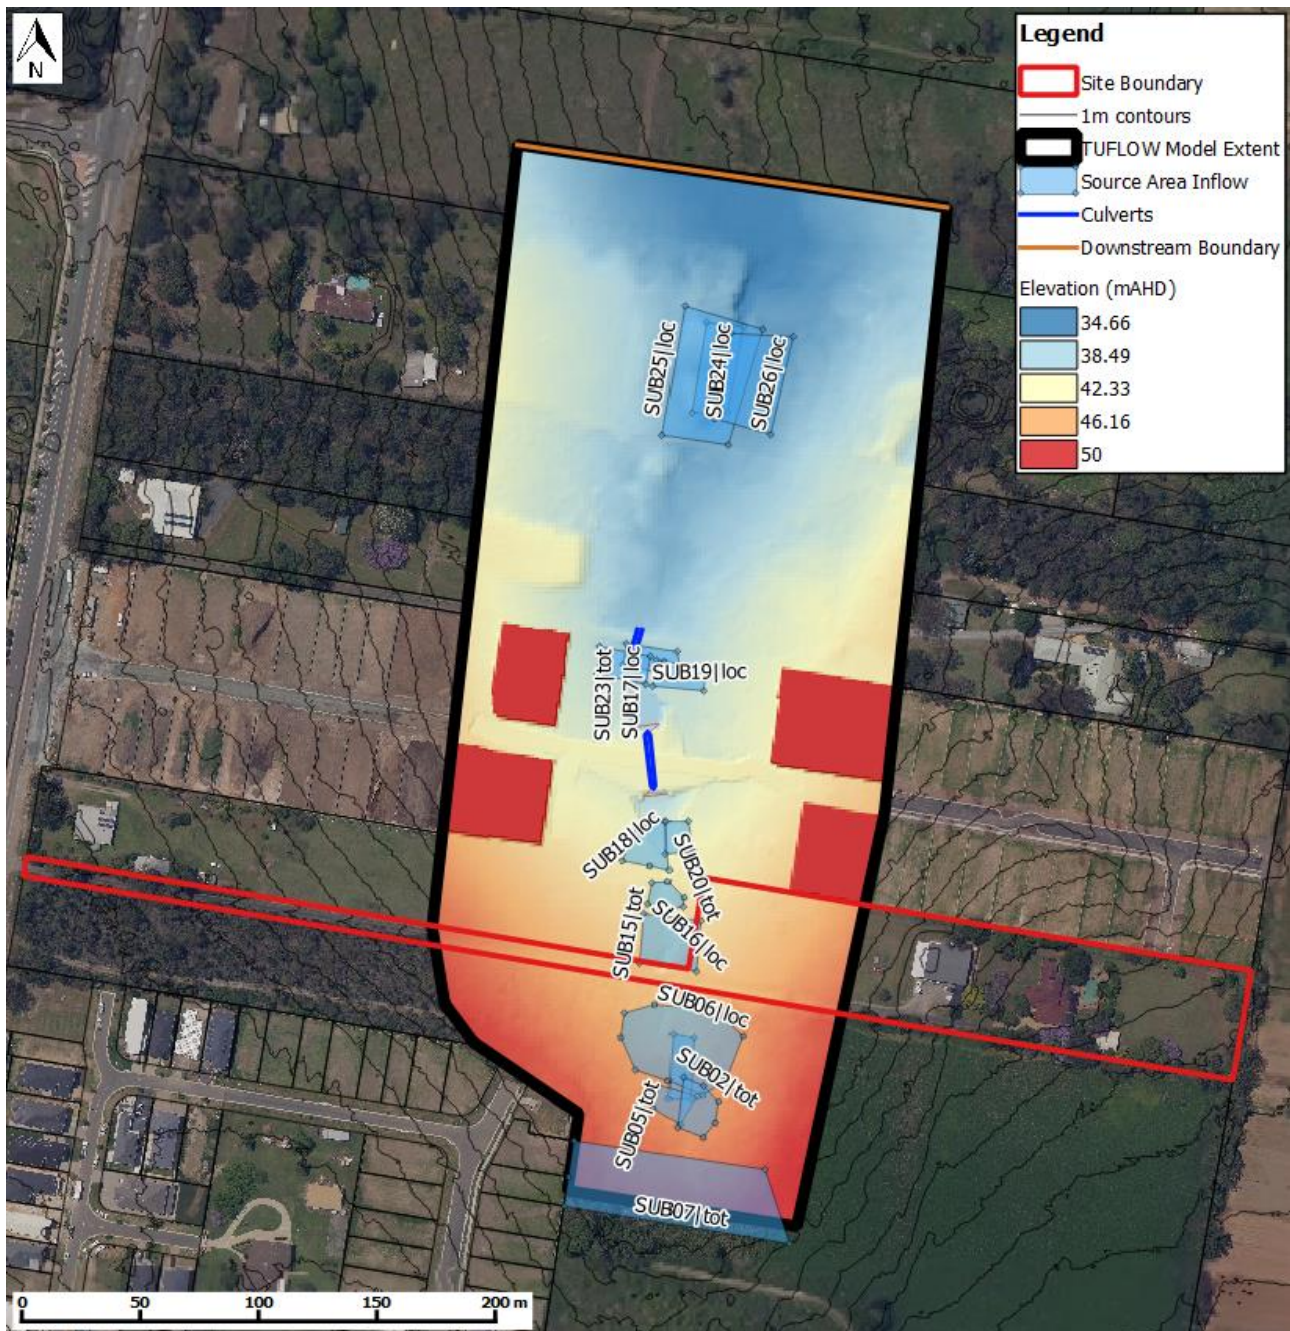 N
Legend
Site Boundary
1m contours
TUFLOW Model Extent
Source Area Inflow
Culverts
Downstream Boundary
Elevation (mAHD)
34.66
38.49
42.33
46.16
50
SUB25|loc
SUB24|loc
SUB26|loc
SUB23|tot
SUB17|loc
SUB19|loc
SUB18|loc
SUB20|tot
SUB15|tot
SUB16|loc
SUB06|loc
SUB02|tot
SUB05|tot
SUB07|tot
0 50 100 150 200 m